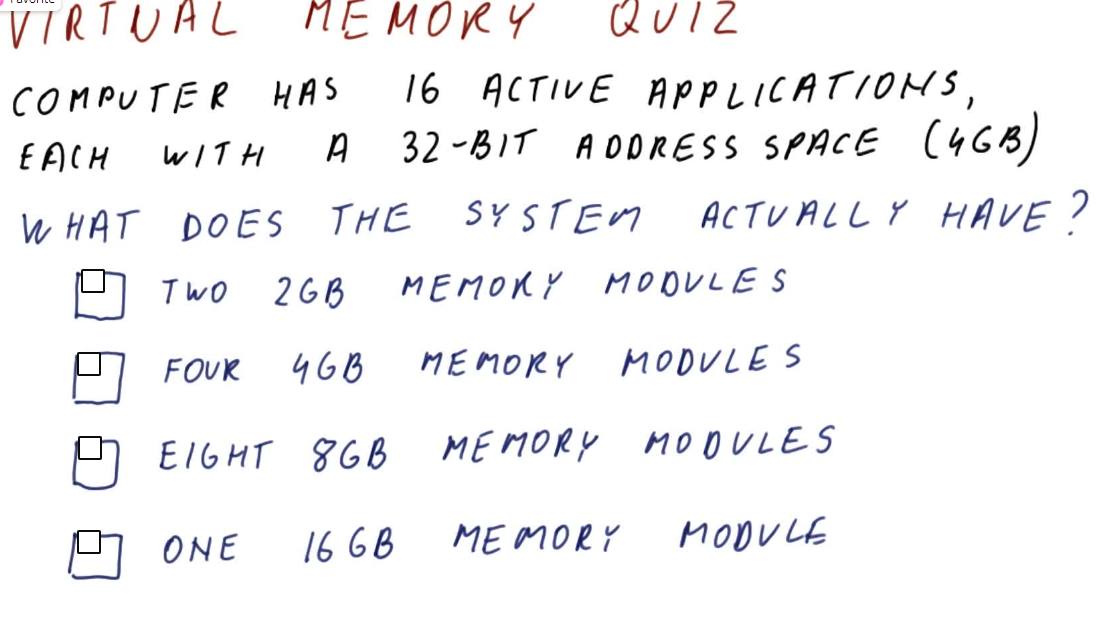 Favorite
VIRTUAL MEMORY QUIZ
COMPUTER HAS 16 ACTIVE APPLICATIONS,
EACH WITH A 32-BIT ADDRESS SPACE (4GB)
WHAT DOES THE SYSTEM ACTUALLY HAVE?
TWO 2GB MEMORY MODULES
FOUR 4GB MEMORY MODULES
EIGHT 8GB MEMORY MODULES
ONE 16GB MEMORY MODULE